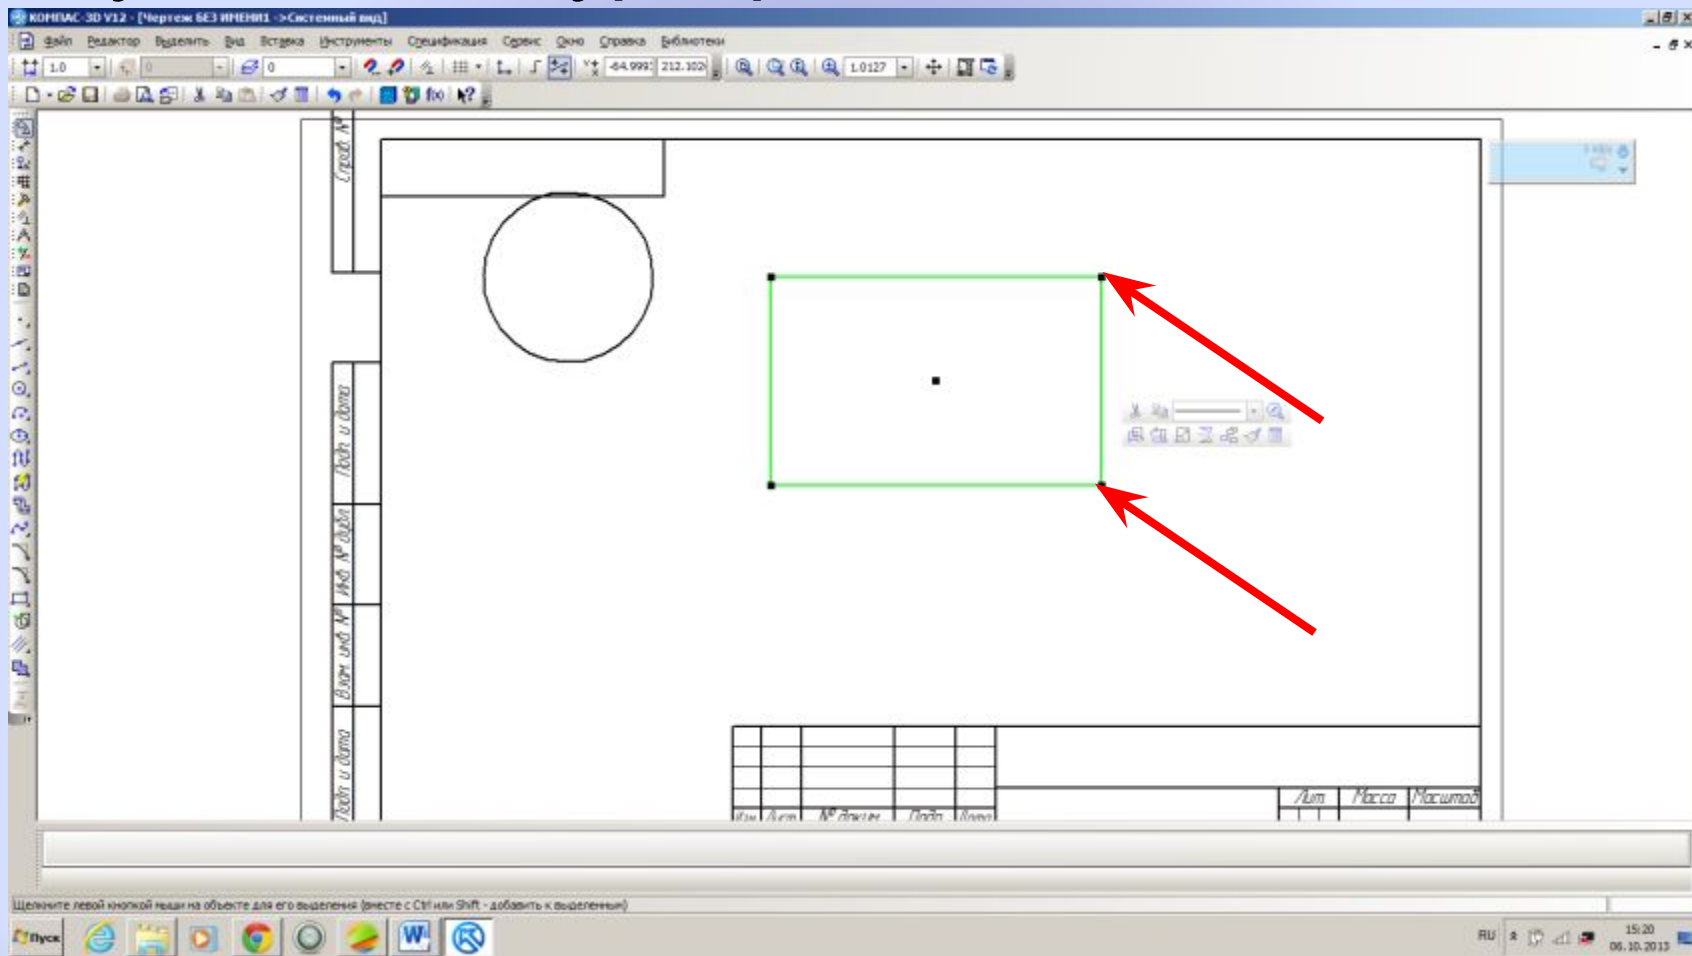 КОМПАС-3D V12 - [Чертеж БЕЗ ИМЕНИ1 ->Системный вид]
Файл Редактор Выделить Вид Вставка Инструменты Спецификация Сервис Окно Справка Библиотеки
1.0 0 0 -64.993 212.102 1.0127
f(x)
Справ. №
Подп. и дата
Инв. № дубл.
Взам. инв. №
Подп. и дата
Лит. Масса Масштаб
Изм. Лист № докум. Подп. Дата
Щелкните левой кнопкой мыши на объекте для его выделения (вместе с Ctrl или Shift - добавить к выделенным)
Пуск
RU 15:20
06.10.2013